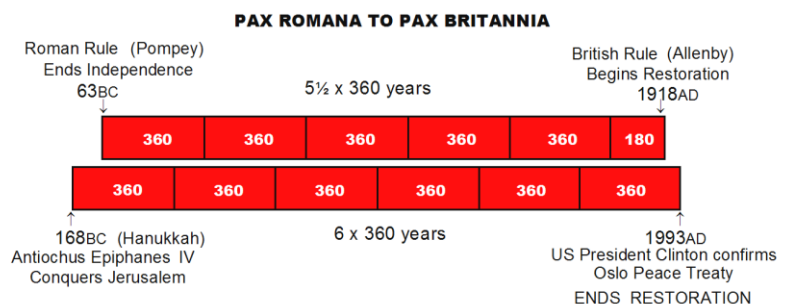 PAX ROMANA TO PAX BRITANNIA
Roman Rule (Pompey)
Ends Independence
63BC
5½ x 360 years
British Rule (Allenby)
Begins Restoration
1918AD
360 360 360 360 360 180
360 360 360 360 360 360
168BC (Hanukkah)
Antiochus Epiphanes IV
Conquers Jerusalem
6 x 360 years
1993AD
US President Clinton confirms
Oslo Peace Treaty
ENDS RESTORATION